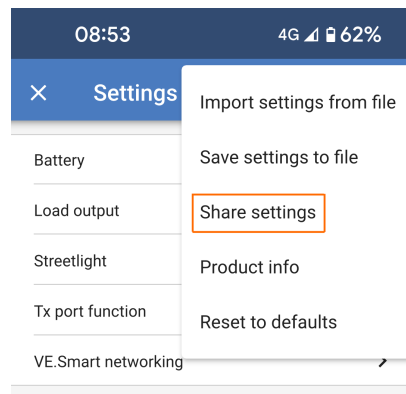 08:53 4G 62%
× Settings
Import settings from file
Save settings to file
Share settings
Product info
Reset to defaults
Battery
Load output
Streetlight
Tx port function
VE.Smart networking